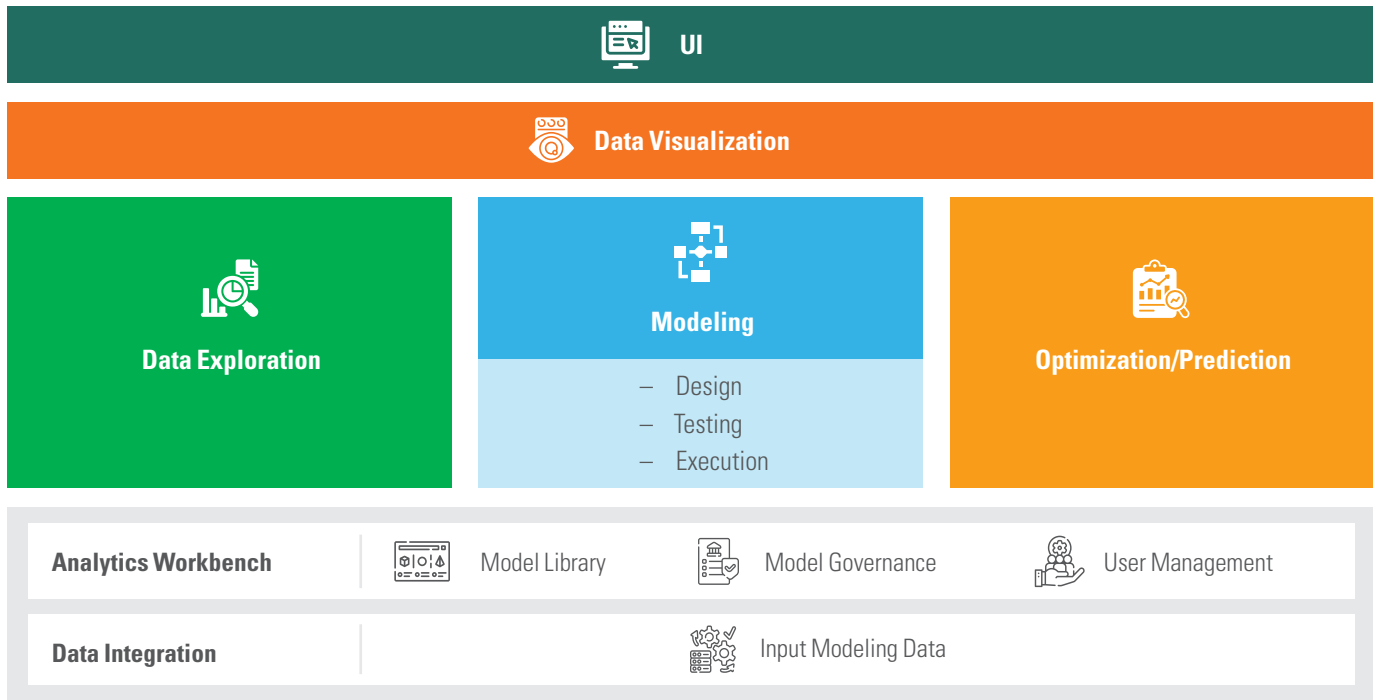 UI
Data Visualization
Data Exploration
Modeling
– Design
– Testing
– Execution
Optimization/Prediction
Analytics Workbench
Model Library
Model Governance
User Management
Data Integration
Input Modeling Data